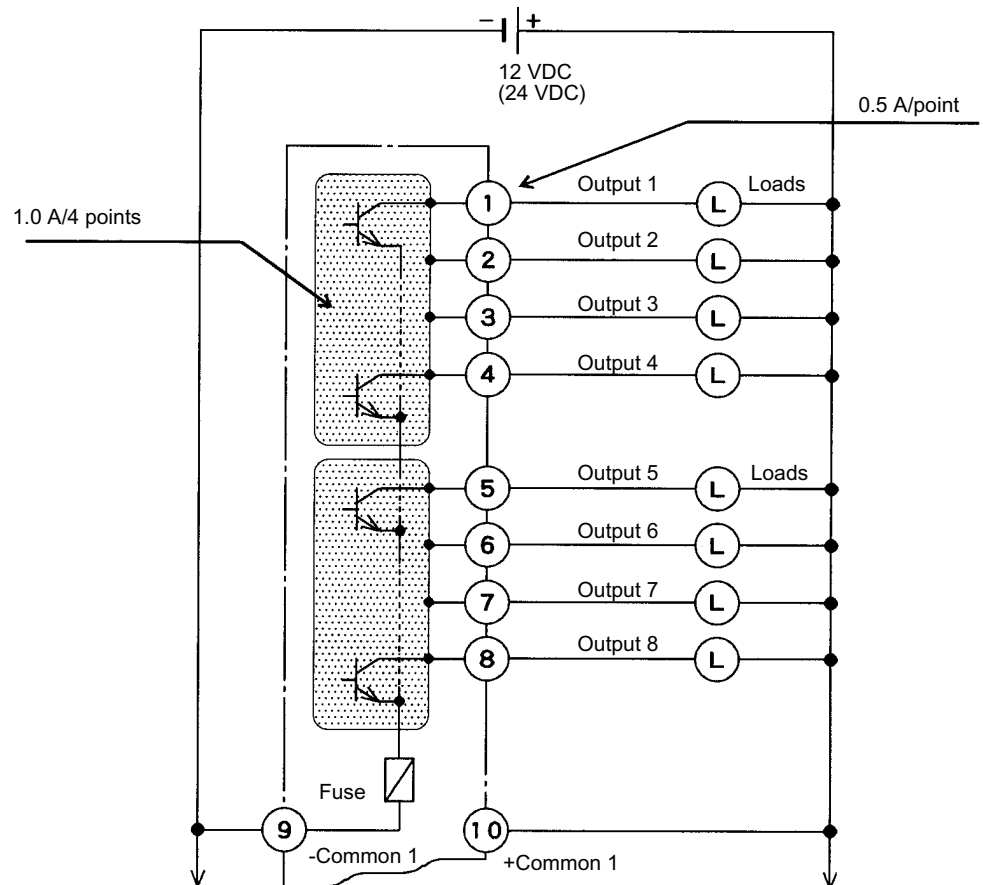 − +
12 VDC
(24 VDC)
0.5 A/point
1.0 A/4 points
1 Output 1 L Loads
2 Output 2 L
3 Output 3 L
4 Output 4 L
5 Output 5 L Loads
6 Output 6 L
7 Output 7 L
8 Output 8 L
Fuse
9 10
-Common 1 +Common 1